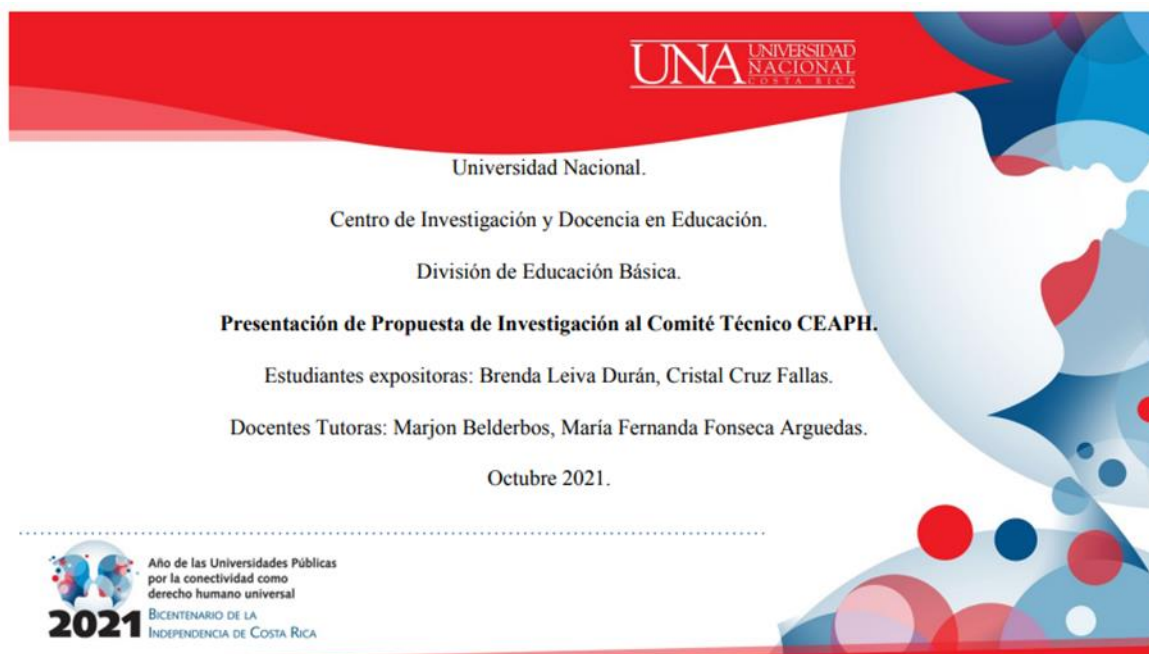 UNA UNIVERSIDAD
NACIONAL
COSTA RICA
Universidad Nacional.
Centro de Investigación y Docencia en Educación.
División de Educación Básica.
Presentación de Propuesta de Investigación al Comité Técnico CEAPH.
Estudiantes expositoras: Brenda Leiva Durán, Cristal Cruz Fallas.
Docentes Tutoras: Marjon Belderbos, María Fernanda Fonseca Arguedas.
Octubre 2021.
Año de las Universidades Públicas
por la conectividad como
derecho humano universal
2021 BICENTENARIO DE LA
INDEPENDENCIA DE COSTA RICA